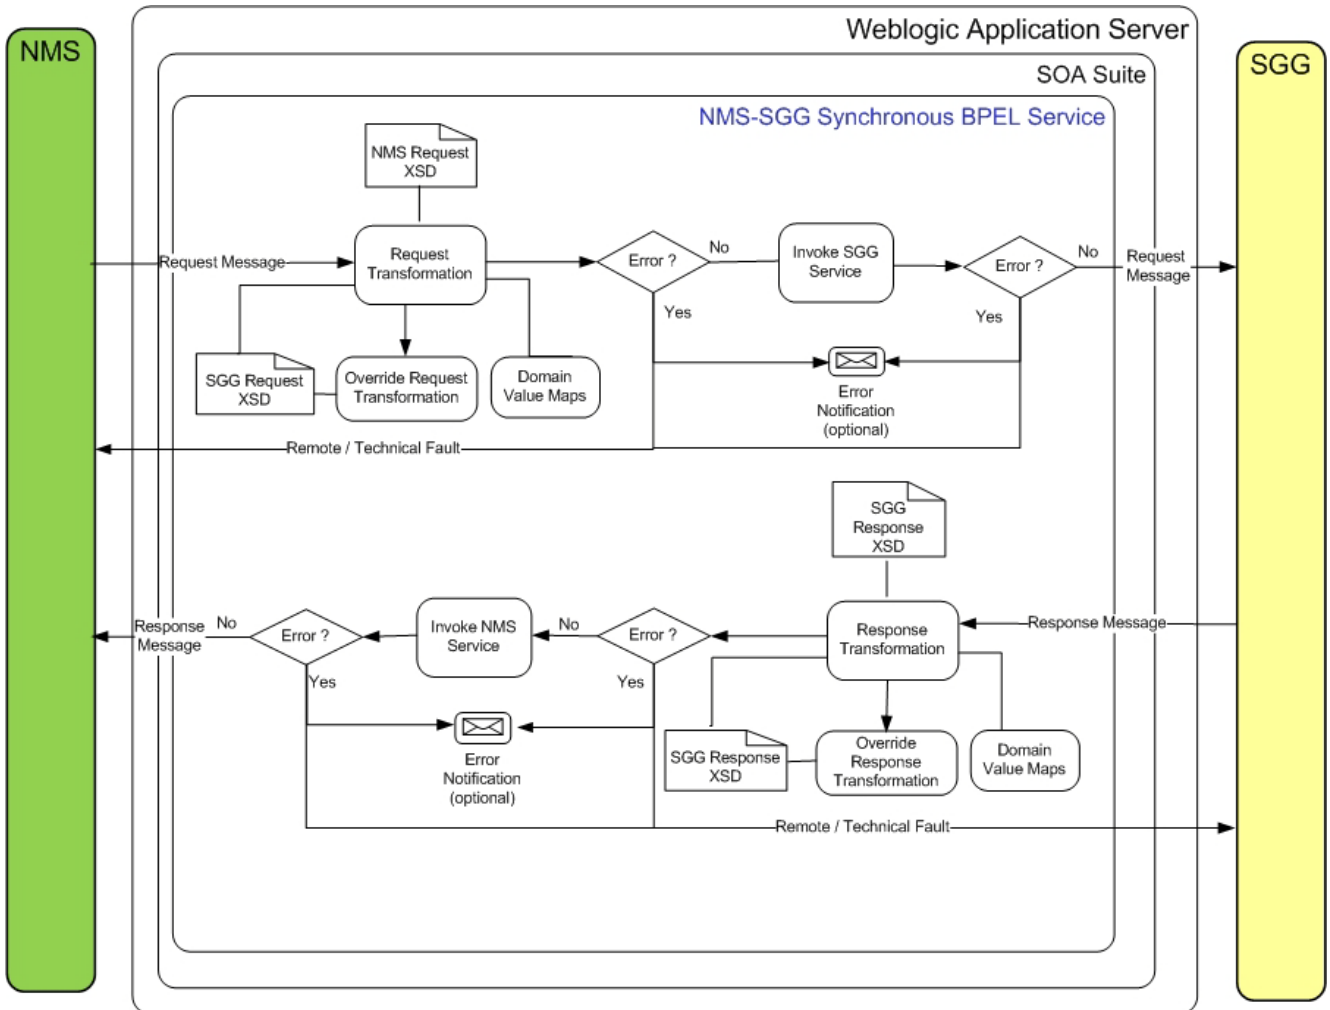 Weblogic Application Server
NMS
SGG
SOA Suite
NMS-SGG Synchronous BPEL Service
NMS Request
XSD
Request Message
Request
Transformation
Error ?
No
Invoke SGG
Service
Error ?
No
Request
Message
Yes
Yes
SGG Request
XSD
Override Request
Transformation
Domain
Value Maps
Error
Notification
(optional)
Remote / Technical Fault
SGG
Response
XSD
Response
Message
No
Error ?
Invoke NMS
Service
No
Error ?
Response
Transformation
Response Message
Yes
Yes
Error
Notification
(optional)
SGG Response
XSD
Override
Response
Transformation
Domain
Value Maps
Remote / Technical Fault